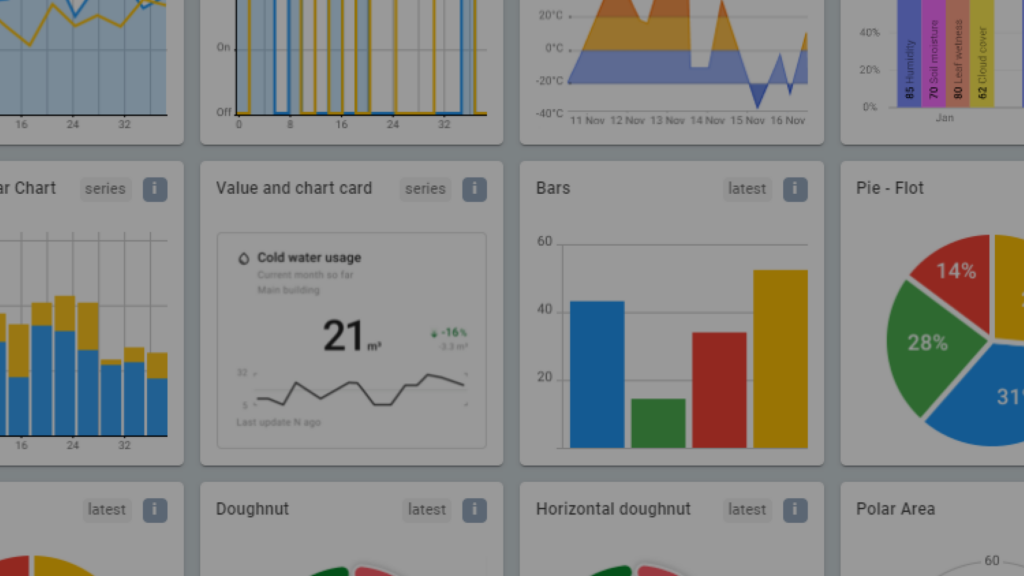 16 24 32
On
Off
0 8 16 24 32
20°C
0°C
-20°C
-40°C
11 Nov 12 Nov 13 Nov 14 Nov 15 Nov 16 Nov
40%
20%
0%
85 Humidity
70 Soil moisture
80 Leaf wetness
62 Cloud cover
Jan
ar Chart series i
16 24 32
Value and chart card series i
Cold water usage
Current month so far
Main building
21 m³
-16%
-3.3 m³
32
5
Last update N ago
Bars latest i
60
40
20
Pie - Flot
14%
28%
31
latest i
Doughnut latest i
Horizontal doughnut latest i
Polar Area
60